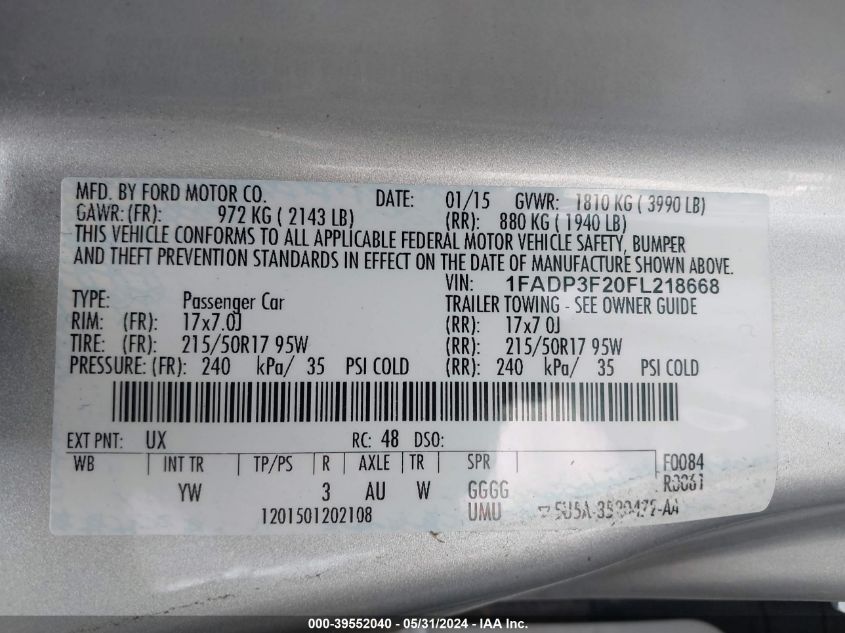 MFD. BY FORD MOTOR CO. DATE: 01/15 GVWR: 1810 KG ( 3990 LB)
GAWR: (FR): 972 KG ( 2143 LB) (RR): 880 KG ( 1940 LB)
THIS VEHICLE CONFORMS TO ALL APPLICABLE FEDERAL MOTOR VEHICLE SAFETY, BUMPER
AND THEFT PREVENTION STANDARDS IN EFFECT ON THE DATE OF MANUFACTURE SHOWN ABOVE.
VIN: 1FADP3F20FL218668
TYPE: Passenger Car TRAILER TOWING - SEE OWNER GUIDE
RIM: (FR): 17x7.0J (RR): 17x7.0J
TIRE: (FR): 215/50R17 95W (RR): 215/50R17 95W
PRESSURE: (FR): 240 kPa/ 35 PSI COLD (RR): 240 kPa/ 35 PSI COLD
EXT PNT: UX RC: 48 DSO:
WB INT TR TP/PS R AXLE TR SPR F0084
YW 3 AU W GGGG R0061
1201501202108 UMU
000-39552040 - 05/31/2024 - IAA Inc.